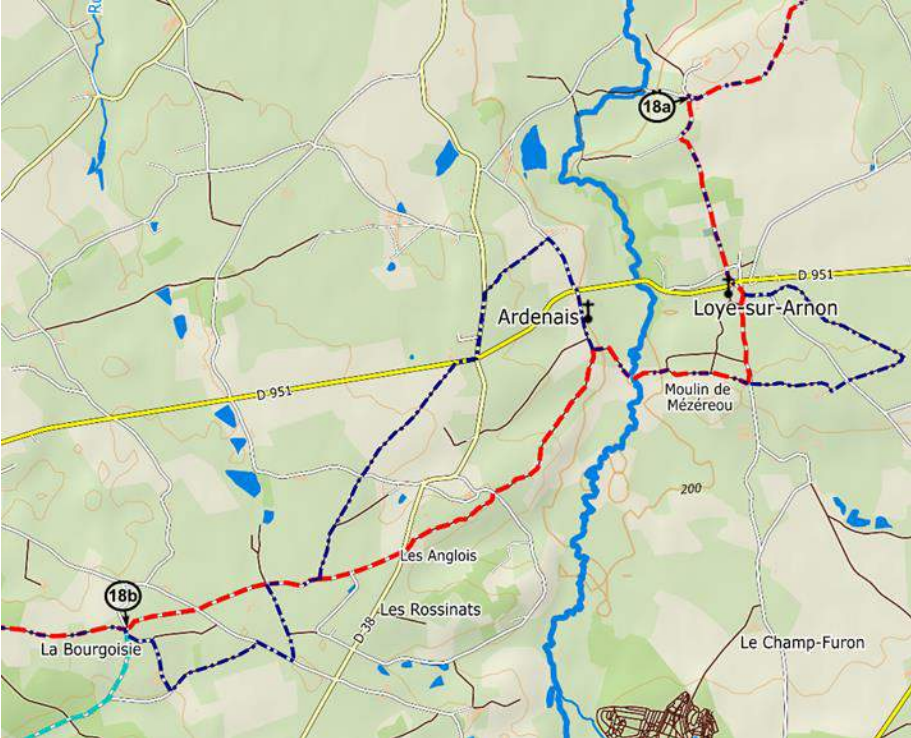 Ru
18a
D 951
Ardenais
Loye-sur-Arnon
D 951
Moulin de
Mézéreou
200
Les Anglois
18b
Les Rossinats
D 38
La Bourgoisie
Le Champ-Furon